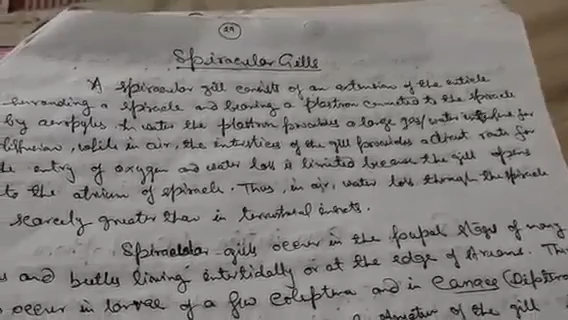 29
Spiracular Gills
A spiracular gill consists of an extension of the cuticle
surrounding a spiracle and bearing a plastron connected to the spiracle
by aeropyles. In water the plastron provides a large gas/water interface for
diffusion, while in air, the interstices of the gill provides a direct route for
the entry of oxygen and water loss is limited because the gill opens
to the atrium of spiracle. Thus, in air, water loss through the spiracle
scarcely greater than in terrestrial insects.
Spiracular gills occur in the pupal stage of many
and beetles living intertidally or at the edge of streams.
occur in larvae of a few coleptera and in Canace
of the gill